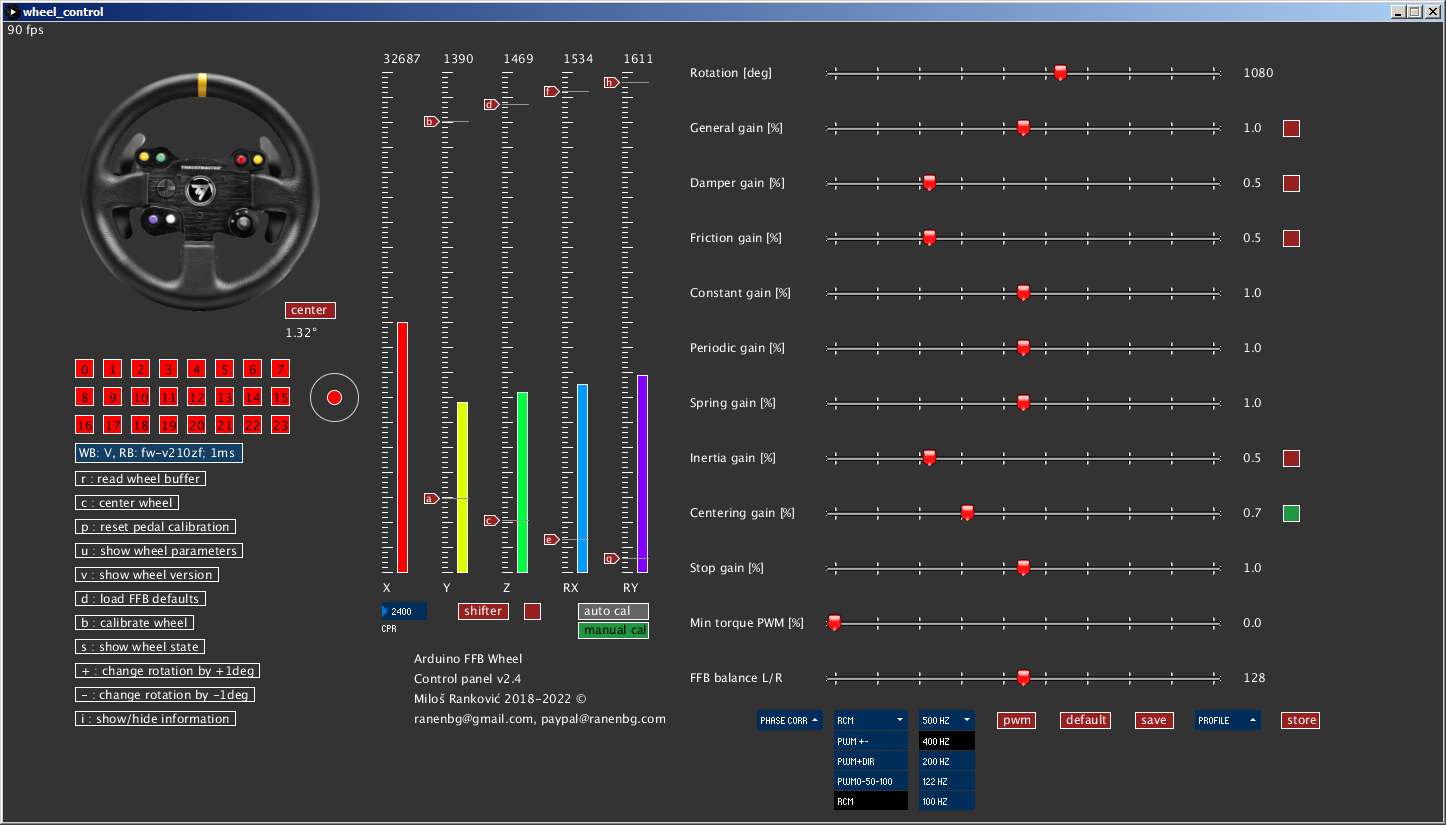 wheel_control
90 fps
32687 1390 1469 1534 1611
b d f h
a c e g
X Y Z RX RY
THRUSTMASTER
center
1.32°
0 1 2 3 4 5 6 7
8 9 10 11 12 13 14 15
16 17 18 19 20 21 22 23
WB: V, RB: fw-v210zf; 1ms
r : read wheel buffer
c : center wheel
p : reset pedal calibration
u : show wheel parameters
v : show wheel version
d : load FFB defaults
b : calibrate wheel
s : show wheel state
+ : change rotation by +1deg
- : change rotation by -1deg
i : show/hide information
2400
CPR
shifter
auto cal
manual cal
Arduino FFB Wheel
Control panel v2.4
Miloš Ranković 2018-2022 ©
ranenbg@gmail.com, paypal@ranenbg.com
Rotation [deg] 1080
General gain [%] 1.0
Damper gain [%] 0.5
Friction gain [%] 0.5
Constant gain [%] 1.0
Periodic gain [%] 1.0
Spring gain [%] 1.0
Inertia gain [%] 0.5
Centering gain [%] 0.7
Stop gain [%] 1.0
Min torque PWM [%] 0.0
FFB balance L/R 128
PHASE CORR RCM 500 HZ pwm default save PROFILE store
PWM +- 400 HZ
PWM+DIR 200 HZ
PWM0-50-100 122 HZ
RCM 100 HZ